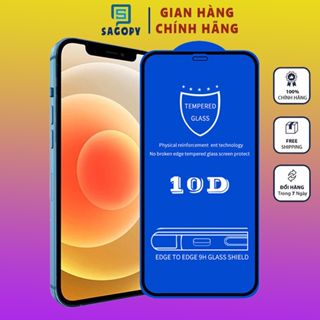 SAGOPY
GIAN HÀNG
CHÍNH HÃNG
TEMPERED
GLASS
Physical reinforcement ent technology
No broken edge tempered glass screen protect
10D
EDGE TO EDGE 9H GLASS SHIELD
100%
CHÍNH HÃNG
FREE
SHIPPING
ĐỔI HÀNG
Trong 7 Ngày